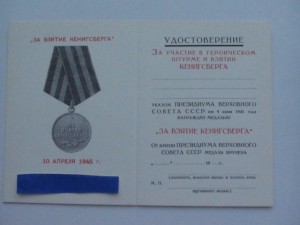 „ЗА ВЗЯТИЕ КЕНИГСБЕРГА“
10 АПРЕЛЯ 1945 г.
УДОСТОВЕРЕНИЕ
ЗА УЧАСТИЕ В ГЕРОИЧЕСКОМ
ШТУРМЕ И ВЗЯТИИ
КЕНИГСБЕРГА
УКАЗОМ ПРЕЗИДИУМА ВЕРХОВНОГО
СОВЕТА СССР от 9 июня 1945 года
НАГРАЖДЕН МЕДАЛЬЮ
„ЗА ВЗЯТИЕ КЕНИГСБЕРГА“
От имени ПРЕЗИДИУМА ВЕРХОВНОГО
СОВЕТА СССР МЕДАЛЬ ВРУЧЕНА
М. П.